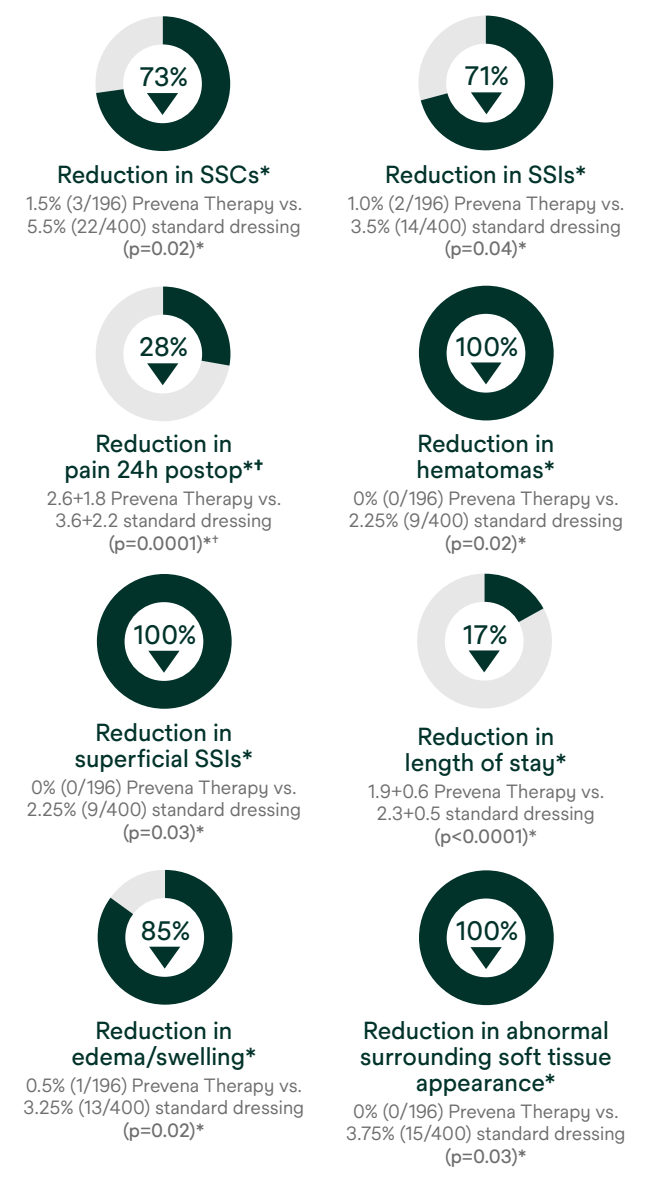 73%
Reduction in SSCs*
1.5% (3/196) Prevena Therapy vs.
5.5% (22/400) standard dressing
(p=0.02)*
71%
Reduction in SSIs*
1.0% (2/196) Prevena Therapy vs.
3.5% (14/400) standard dressing
(p=0.04)*
28%
Reduction in
pain 24h postop*†
2.6+1.8 Prevena Therapy vs.
3.6+2.2 standard dressing
(p=0.0001)*†
100%
Reduction in
hematomas*
0% (0/196) Prevena Therapy vs.
2.25% (9/400) standard dressing
(p=0.02)*
100%
Reduction in
superficial SSIs*
0% (0/196) Prevena Therapy vs.
2.25% (9/400) standard dressing
(p=0.03)*
17%
Reduction in
length of stay*
1.9+0.6 Prevena Therapy vs.
2.3+0.5 standard dressing
(p<0.0001)*
85%
Reduction in
edema/swelling*
0.5% (1/196) Prevena Therapy vs.
3.25% (13/400) standard dressing
(p=0.02)*
100%
Reduction in abnormal
surrounding soft tissue
appearance*
0% (0/196) Prevena Therapy vs.
3.75% (15/400) standard dressing
(p=0.03)*